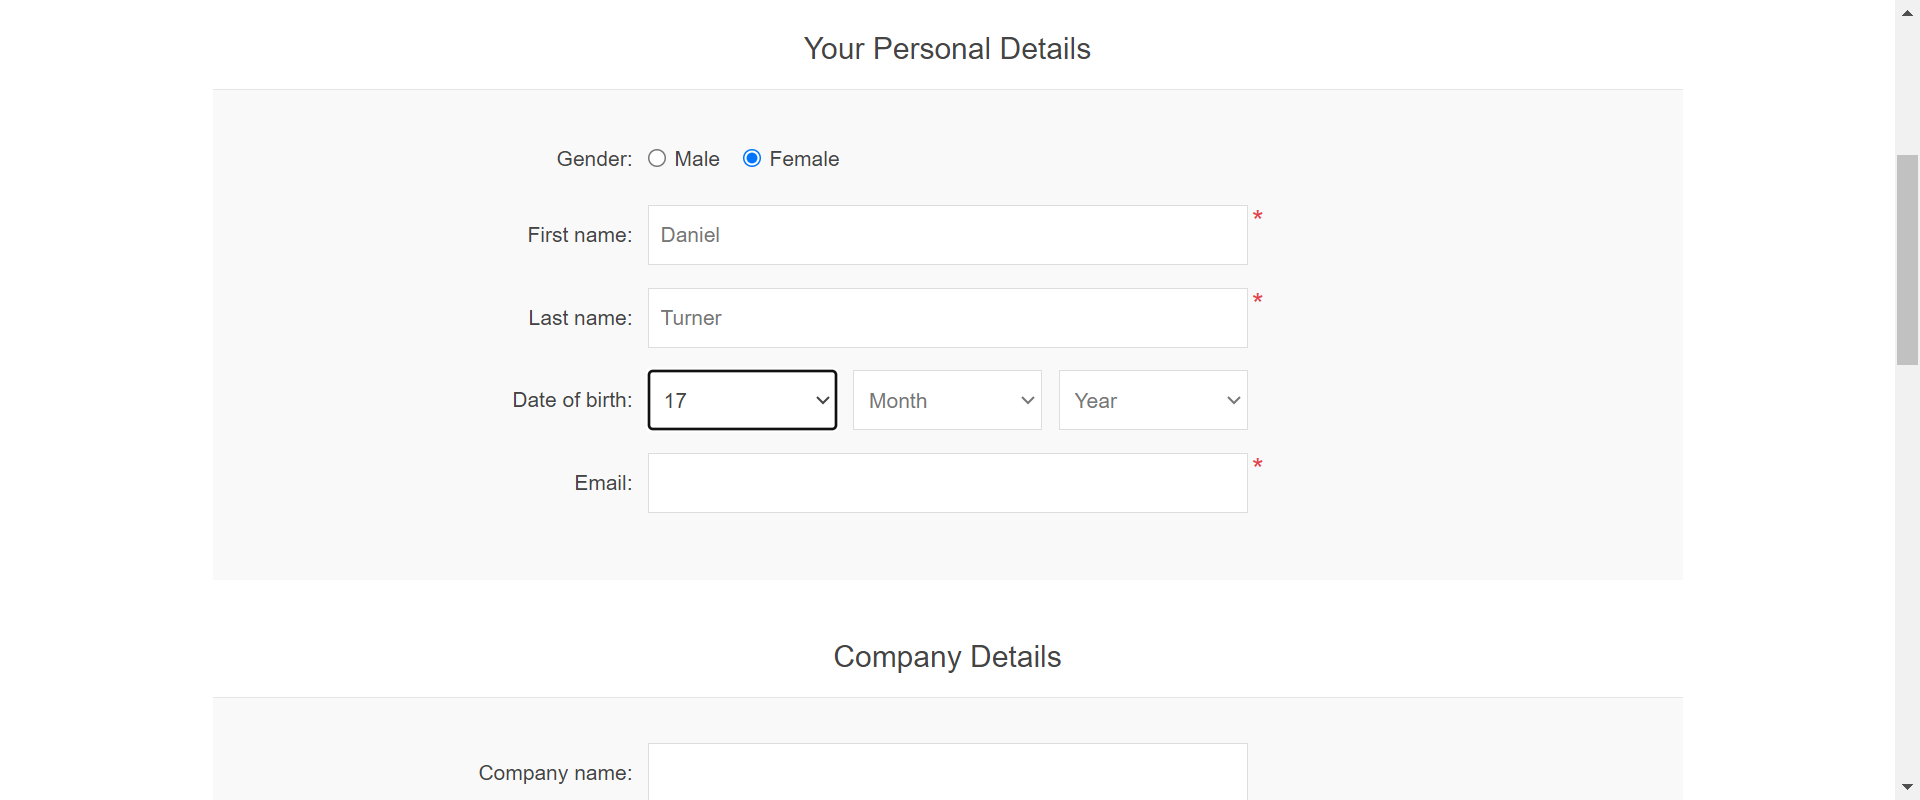 Your Personal Details
Gender: Male Female
First name: Daniel *
Last name: Turner *
Date of birth: 17 Month Year
Email: *
Company Details
Company name: